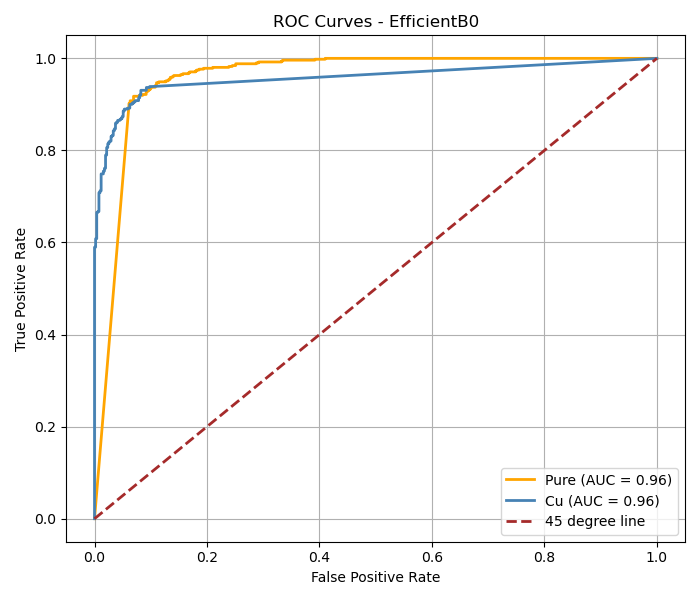 ROC Curves - EfficientB0
True Positive Rate
1.0
0.8
0.6
0.4
0.2
0.0
0.0 0.2 0.4 0.6 0.8 1.0
False Positive Rate
Pure (AUC = 0.96)
Cu (AUC = 0.96)
45 degree line